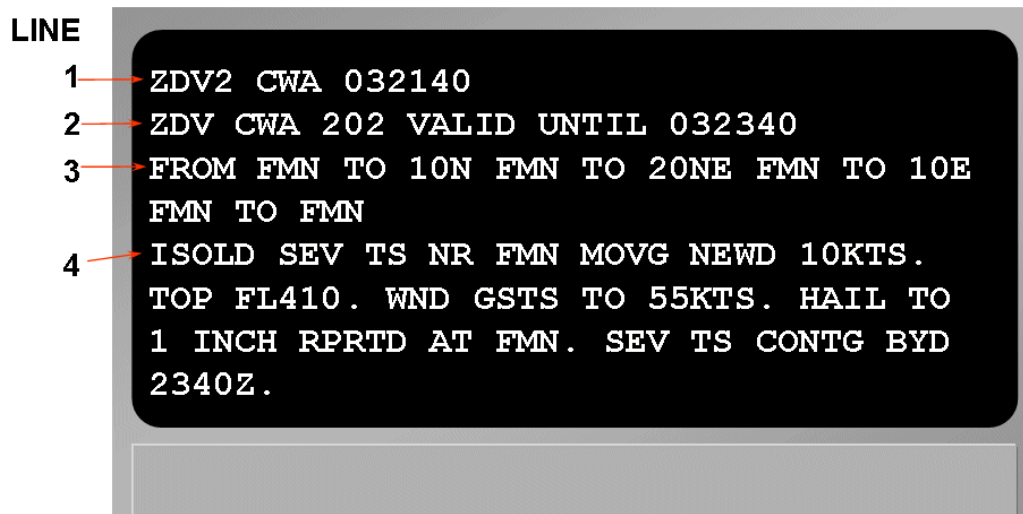 LINE
1 ZDV2 CWA 032140
2 ZDV CWA 202 VALID UNTIL 032340
3 FROM FMN TO 10N FMN TO 20NE FMN TO 10E
FMN TO FMN
4 ISOLD SEV TS NR FMN MOVG NEWD 10KTS.
TOP FL410. WND GSTS TO 55KTS. HAIL TO
1 INCH RPRTD AT FMN. SEV TS CONTG BYD
2340Z.